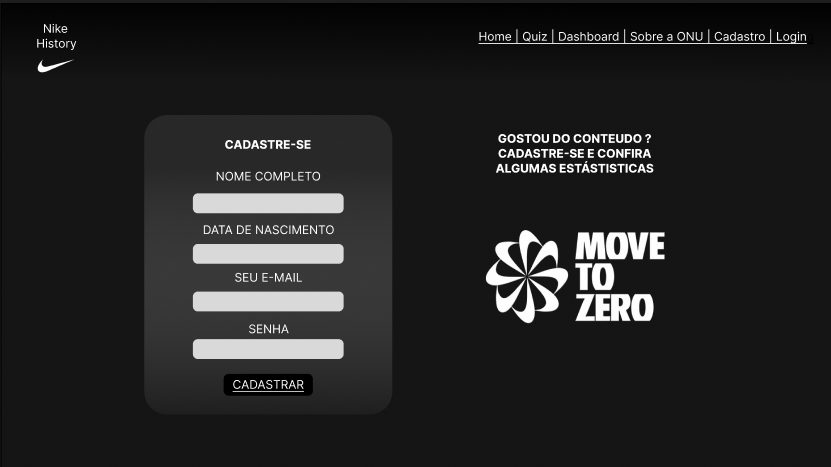 Nike
History
Home | Quiz | Dashboard | Sobre a ONU | Cadastro | Login
CADASTRE-SE
NOME COMPLETO
DATA DE NASCIMENTO
SEU E-MAIL
SENHA
CADASTRAR
GOSTOU DO CONTEUDO ?
CADASTRE-SE E CONFIRA
ALGUMAS ESTÁSTISTICAS
MOVE
TO
ZERO